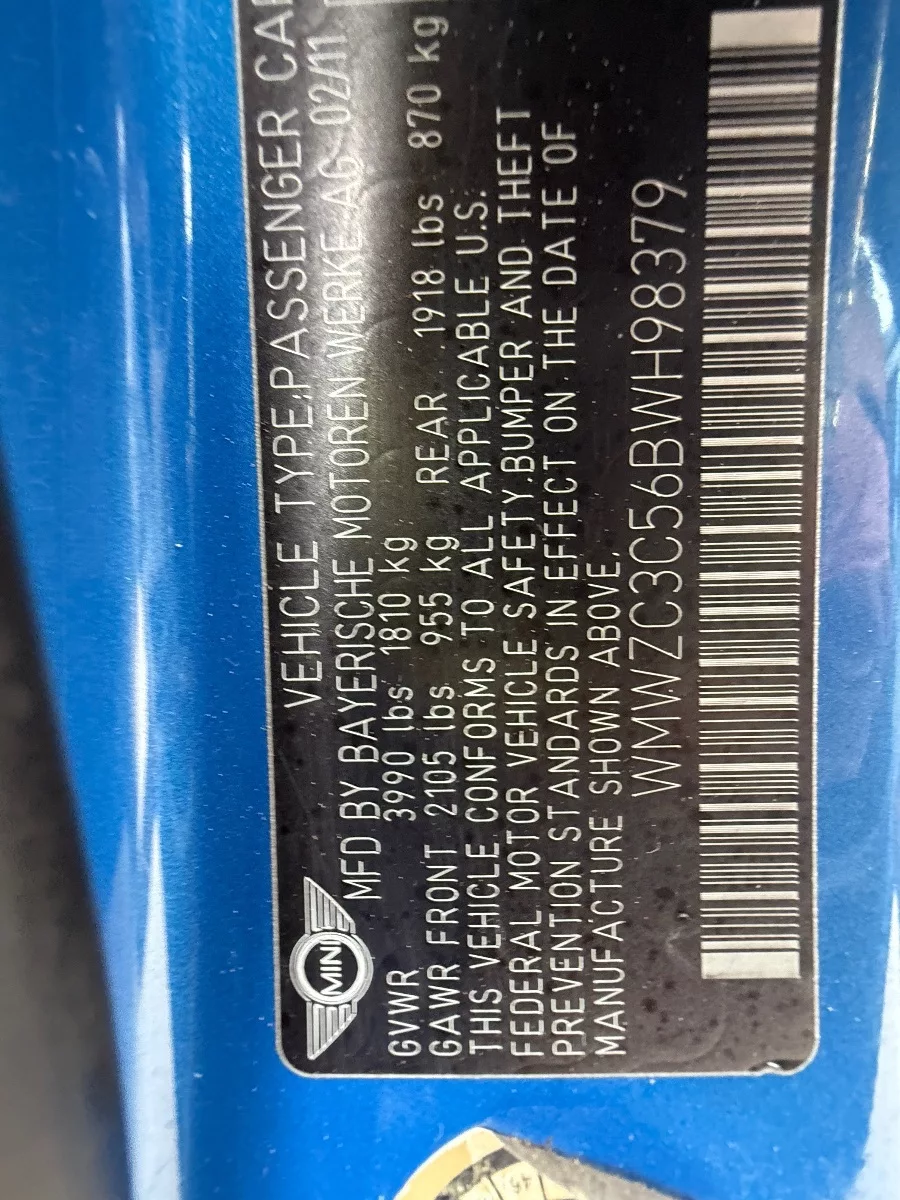 VEHICLE TYPE:PASSENGER CAR
MINI
MFD BY BAYERISCHE MOTOREN WERKE AG 02/11
GVWR 3990 lbs 1810 kg
GAWR FRONT 2105 lbs 955 kg REAR 1918 lbs 870 kg
THIS VEHICLE CONFORMS TO ALL APPLICABLE U.S.
FEDERAL MOTOR VEHICLE SAFETY,BUMPER AND THEFT
PREVENTION STANDARDS IN EFFECT ON THE DATE OF
MANUFACTURE SHOWN ABOVE.
WMWZC3C56BWH98379
45